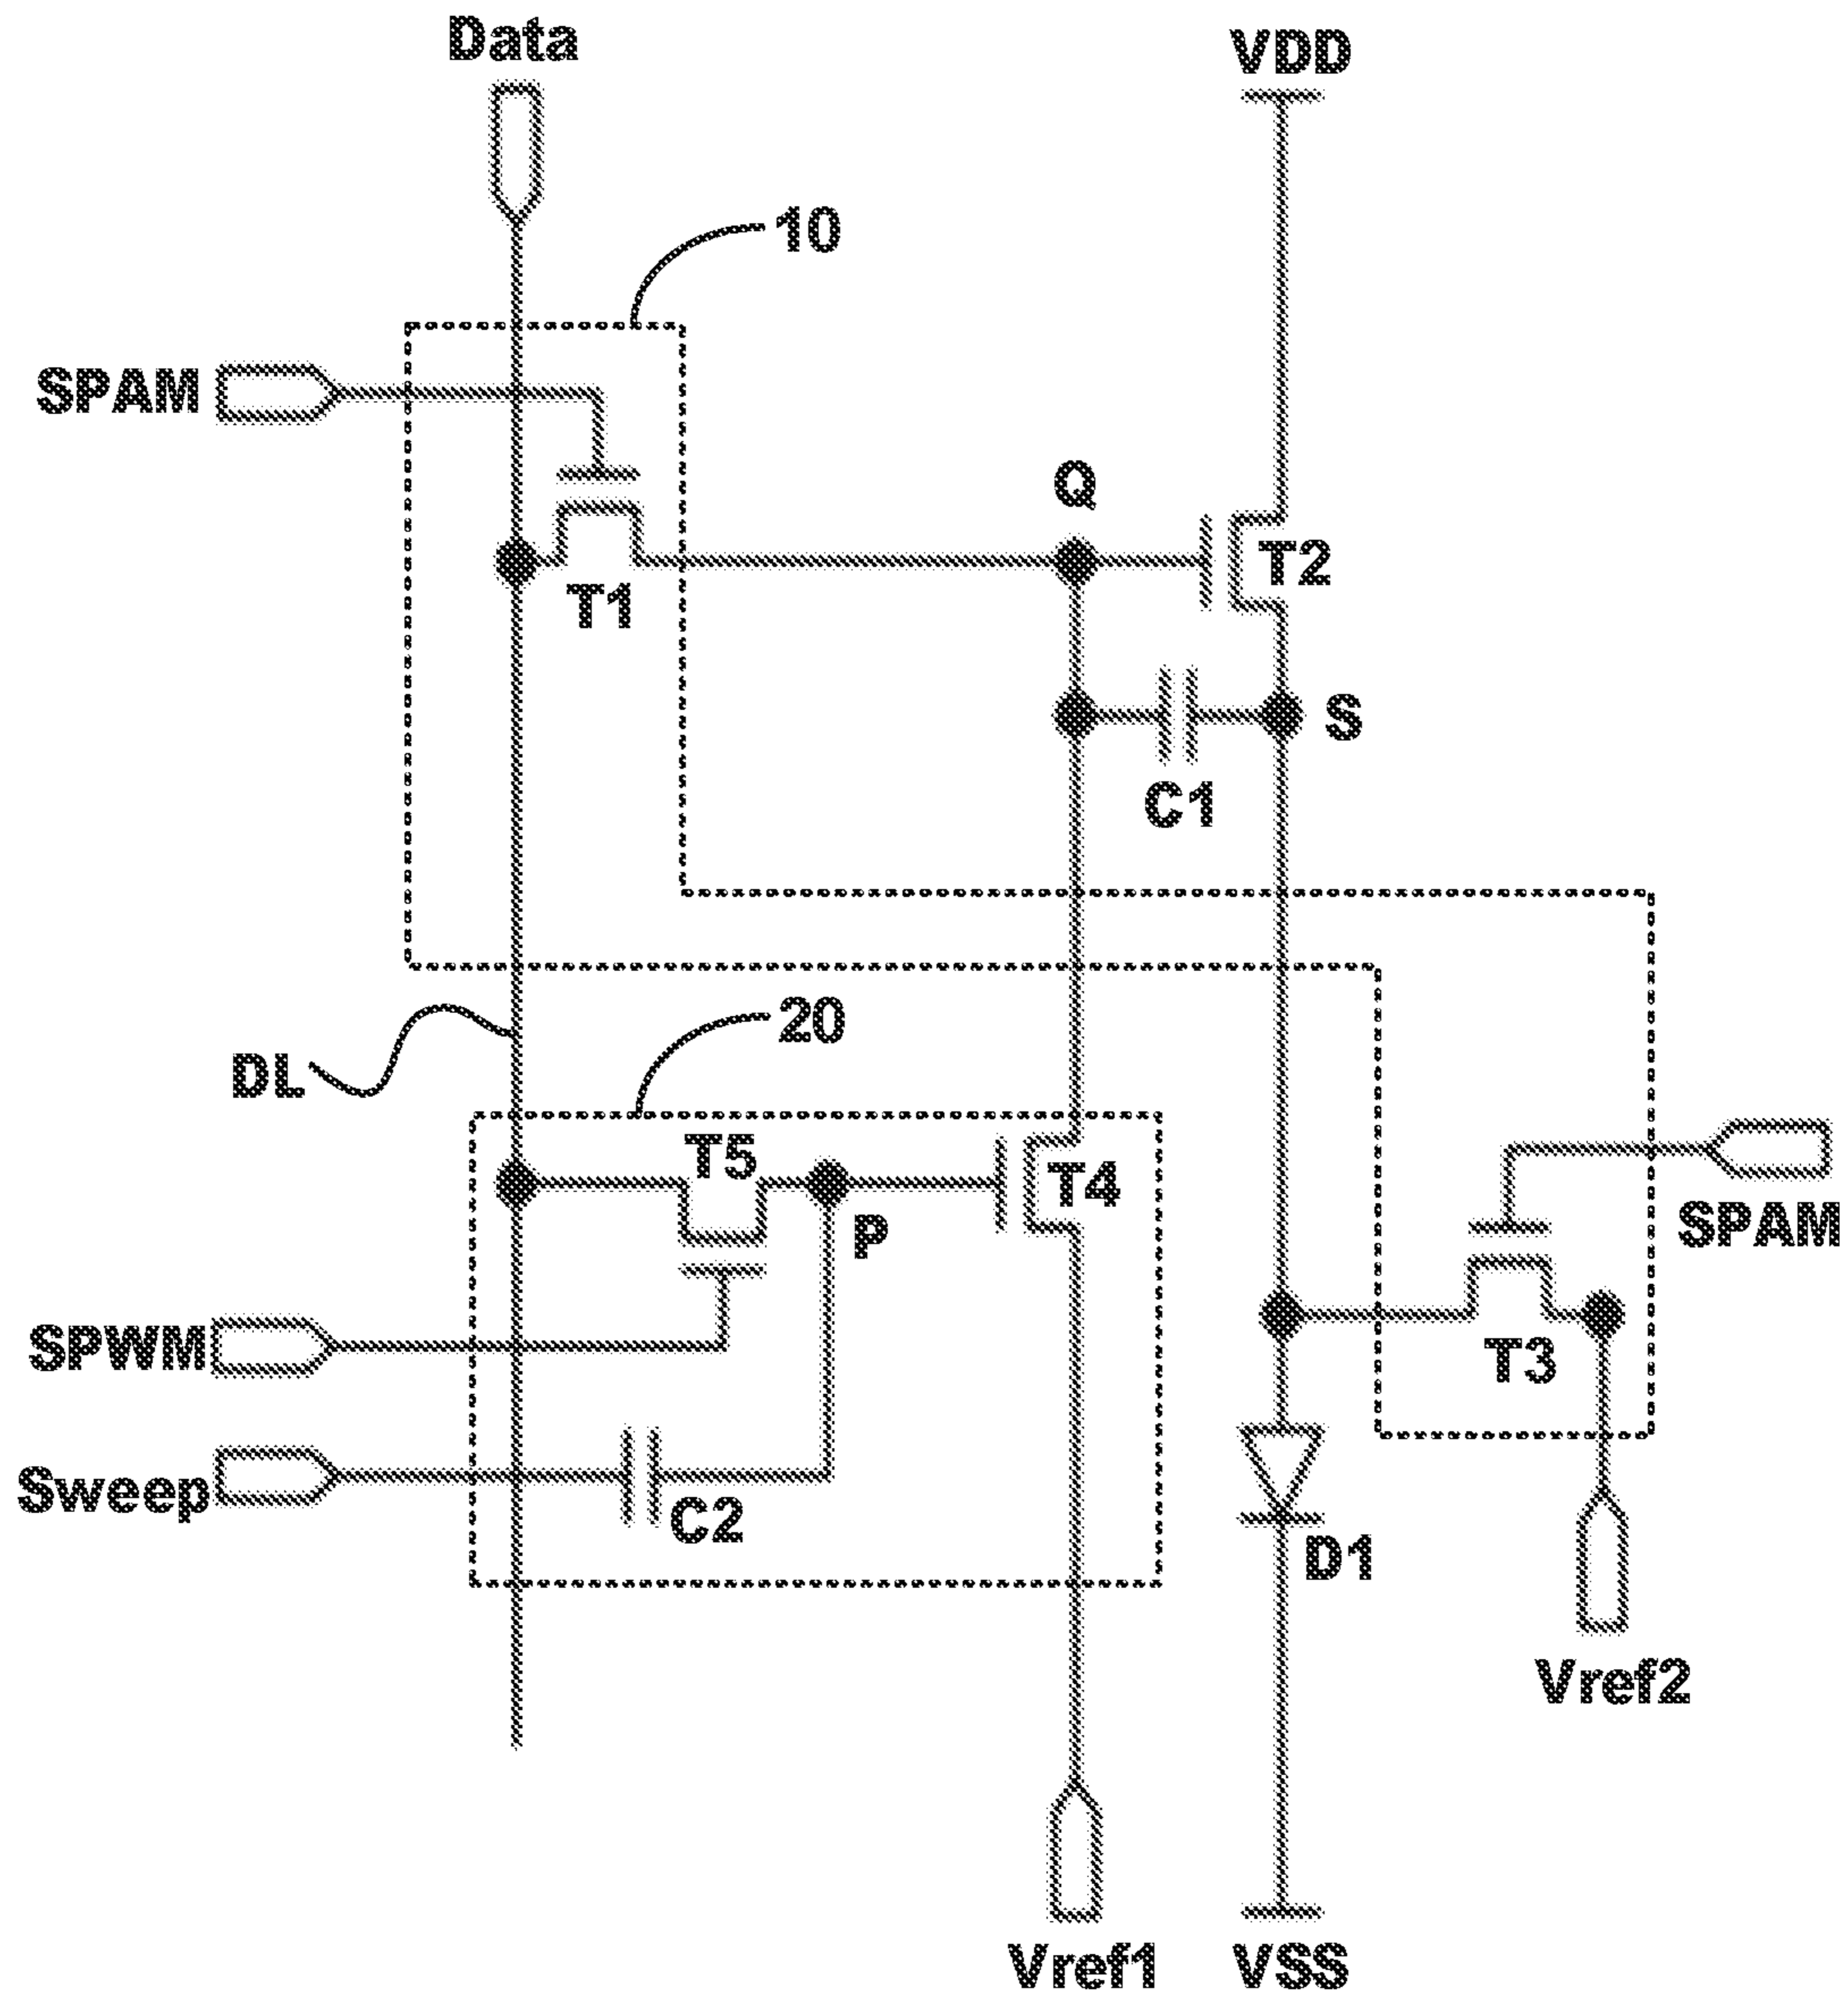 Data
VDD
10
SPAM
Q
T2
T1
S
C1
20
DL
T5
T4
P
SPAM
SPWM
T3
Sweep
C2
D1
Vref2
Vref1
VSS